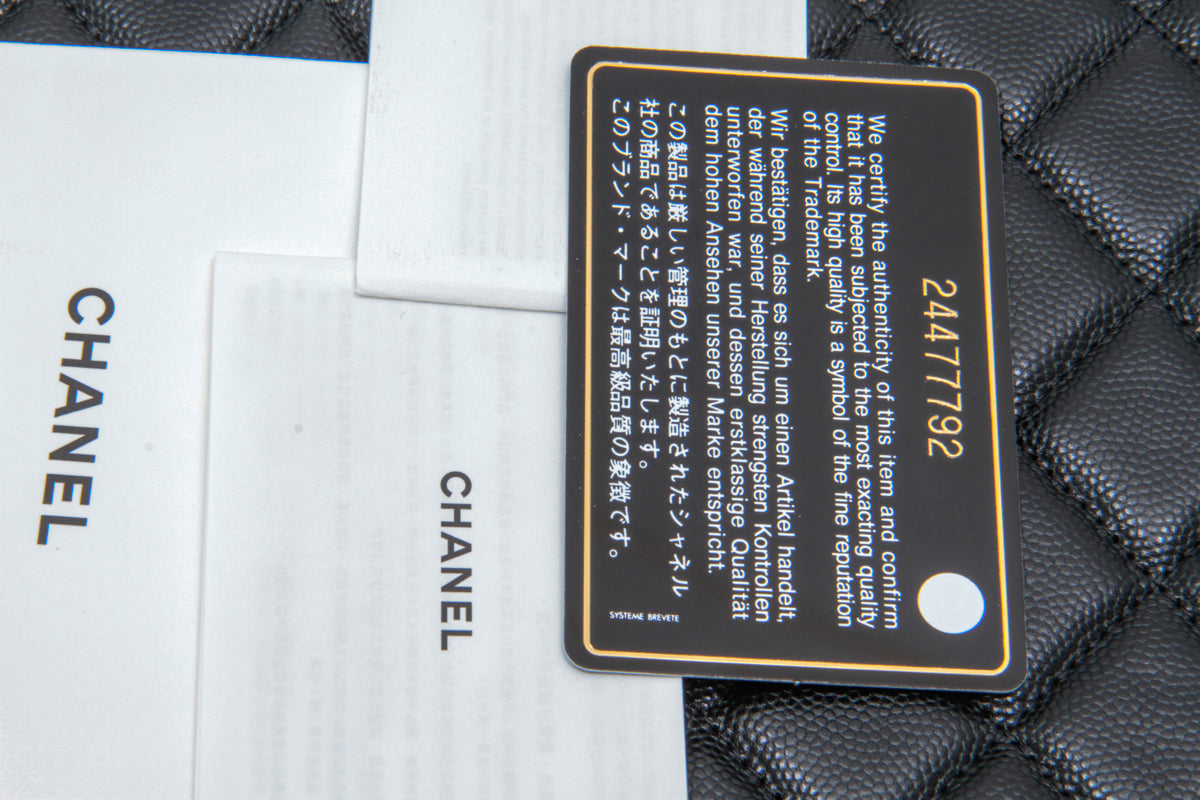 24477792
We certify the authenticity of this item and confirm
that it has been subjected to the most exacting quality
control. Its high quality is a symbol of the fine reputation
of the Trademark.
Wir bestätigen, dass es sich um einen Artikel handelt,
der während seiner Herstellung strengsten Kontrollen
unterworfen war, und dessen erstklassige Qualität
dem hohen Ansehen unserer Marke entspricht.
この製品は厳しい管理のもとに製造されたシャネル
社の商品であることを証明いたします。
このブランド・マークは最高級品質の象徴です。
SYSTEME BREVETE
CHANEL
CHANEL